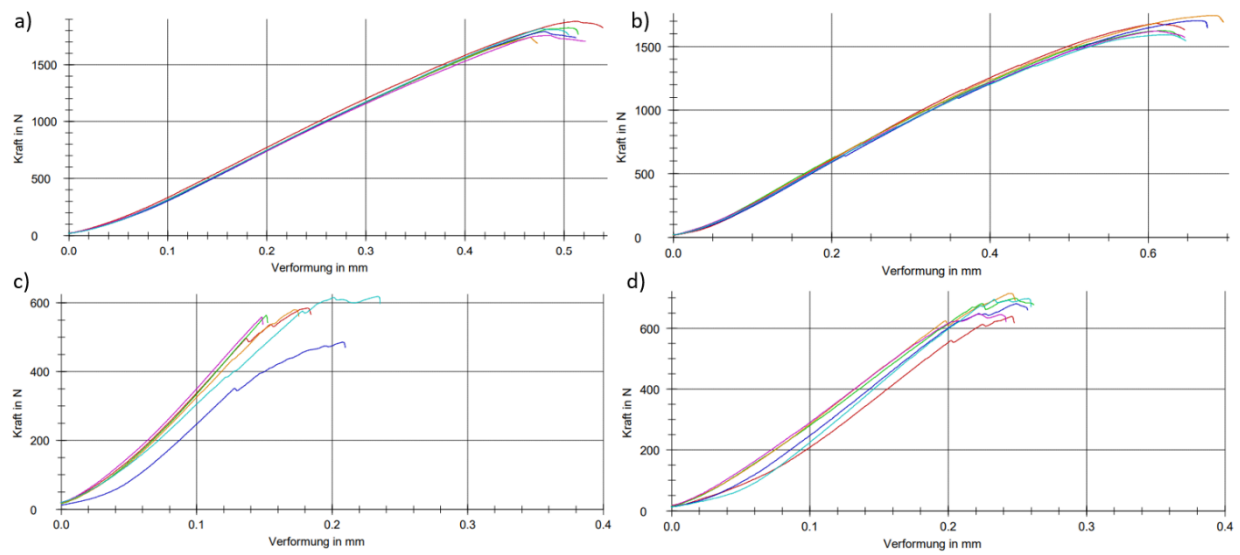 a)
Kraft in N
1500
1000
500
0
0.0 0.1 0.2 0.3 0.4 0.5
Verformung in mm
b)
Kraft in N
1500
1000
500
0
0.0 0.2 0.4 0.6
Verformung in mm
c)
Kraft in N
600
400
200
0
0.0 0.1 0.2 0.3 0.4
Verformung in mm
d)
Kraft in N
600
400
200
0
0.0 0.1 0.2 0.3 0.4
Verformung in mm